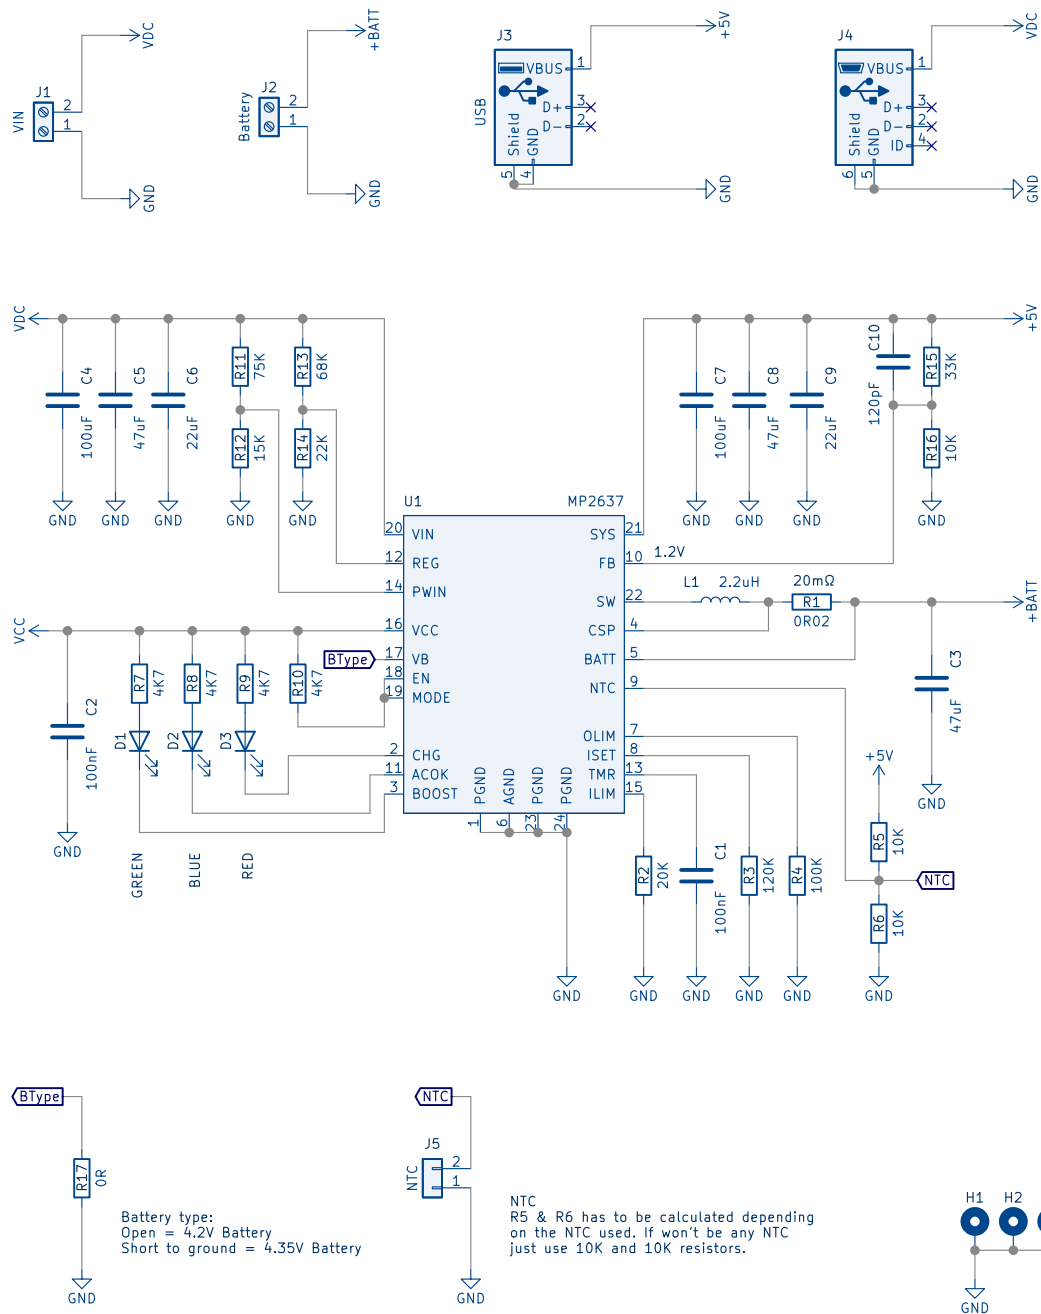 J1
VIN
2
1
VDC
GND
J2
Battery
2
1
+BATT
GND
J3
USB
VBUS
1
D+
3
D-
2
Shield
GND
5
4
+5V
GND
J4
VBUS
1
D+
3
D-
2
ID
4
Shield
GND
6
5
VDC
GND
VDC
C4
100uF
GND
C5
47uF
GND
C6
22uF
GND
R11
75K
R12
15K
GND
R13
68K
R14
22K
GND
C7
100uF
GND
C8
47uF
GND
C9
22uF
GND
C10
120pF
R15
33K
R16
10K
GND
+5V
U1
MP2637
20
VIN
12
REG
14
PWIN
16
VCC
17
VB
18
EN
19
MODE
2
CHG
11
ACOK
3
BOOST
PGND
1
AGND
6
PGND
23
PGND
24
SYS
21
FB
10
1.2V
SW
22
CSP
4
BATT
5
NTC
9
OLIM
7
ISET
8
TMR
13
ILIM
15
L1
2.2uH
20mΩ
R1
0R02
+BATT
C3
47uF
GND
VCC
C2
100nF
GND
R7
4K7
R8
4K7
R9
4K7
R10
4K7
BType
D1
D2
D3
GREEN
BLUE
RED
GND
R2
20K
GND
C1
100nF
GND
R3
120K
GND
R4
100K
GND
+5V
R5
10K
NTC
R6
10K
GND
BType
R17
0R
GND
Battery type:
Open = 4.2V Battery
Short to ground = 4.35V Battery
NTC
J5
NTC
2
1
GND
NTC
R5 & R6 has to be calculated depending
on the NTC used. If won't be any NTC
just use 10K and 10K resistors.
H1
H2
GND